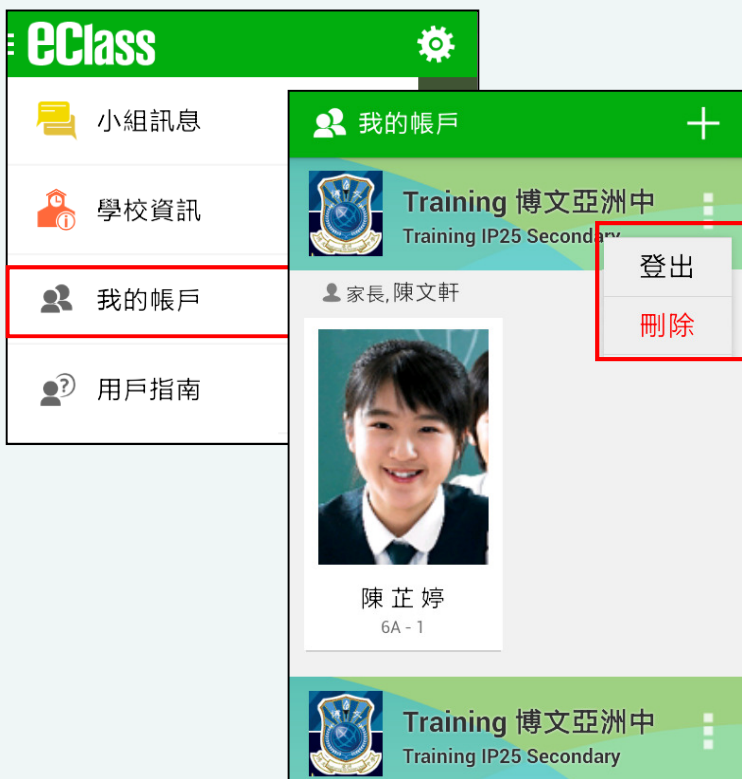 eClass
小組訊息
學校資訊
我的帳戶
用戶指南
我的帳戶
Training 博文亞洲中
Training IP25 Secondary
登出
刪除
家長, 陳文軒
陳芷婷
6A - 1
Training 博文亞洲中
Training IP25 Secondary